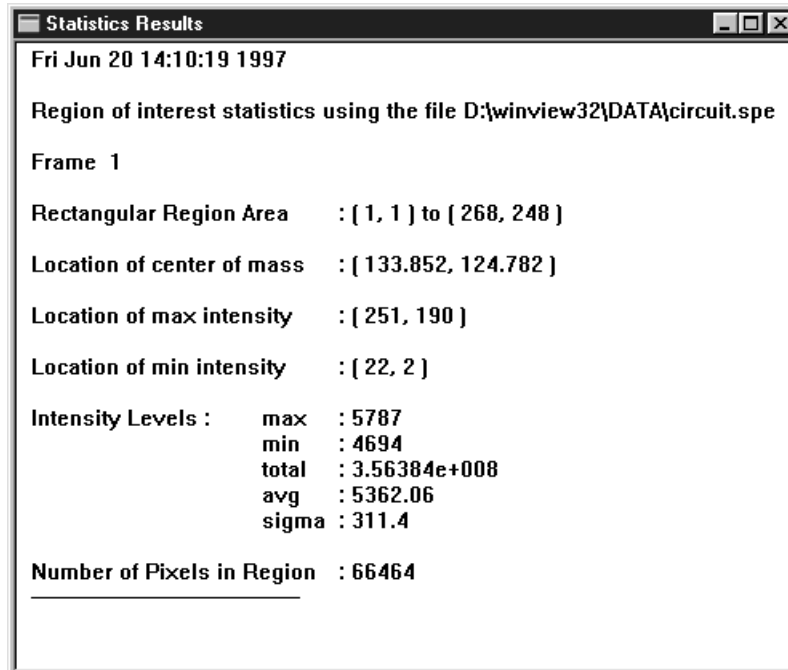 Statistics Results
Fri Jun 20 14:10:19 1997
Region of interest statistics using the file D:\winview32\DATA\circuit.spe
Frame 1
Rectangular Region Area : ( 1, 1 ) to ( 268, 248 )
Location of center of mass : ( 133.852, 124.782 )
Location of max intensity : ( 251, 190 )
Location of min intensity : ( 22, 2 )
Intensity Levels : max : 5787
min : 4694
total : 3.56384e+008
avg : 5362.06
sigma : 311.4
Number of Pixels in Region : 66464